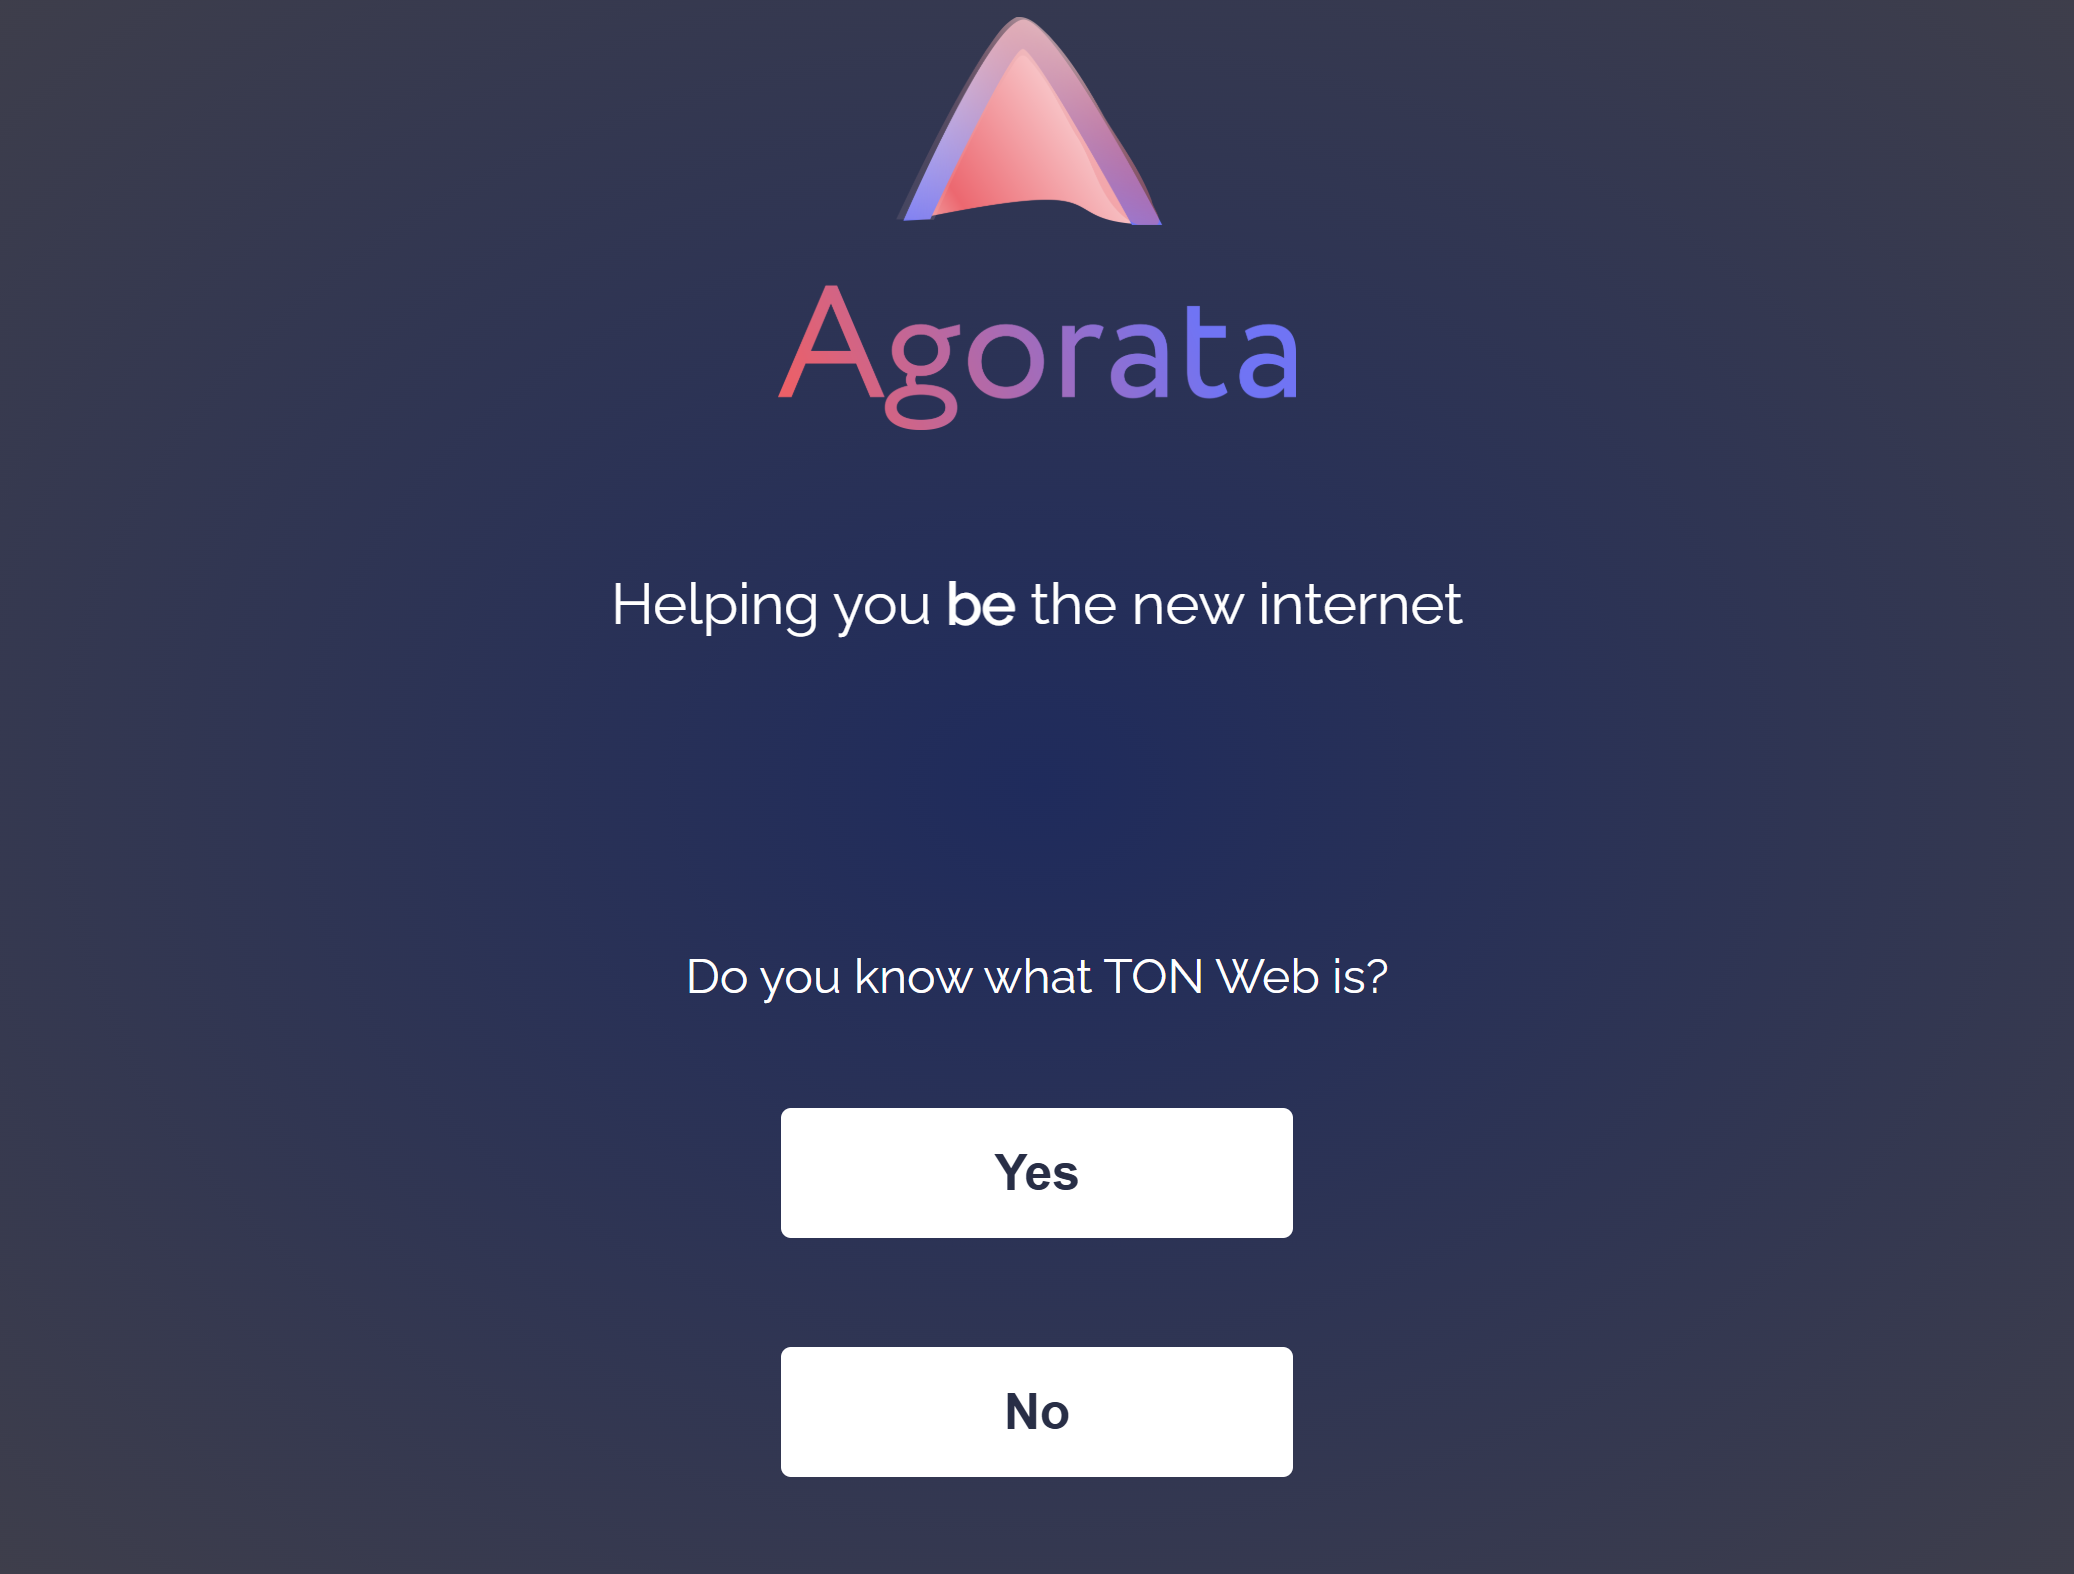 Agorata
Helping you be the new internet
Do you know what TON Web is?
Yes
No